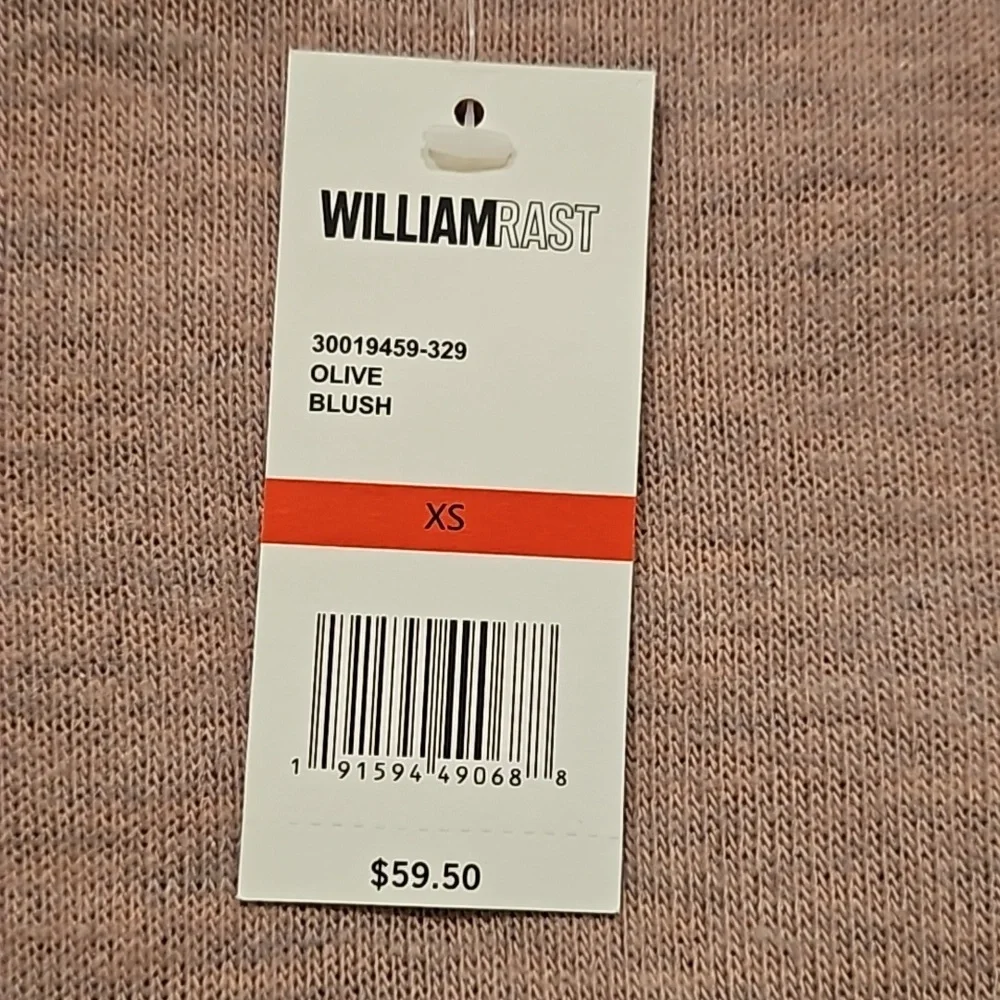 WILLIAMRAST
30019459-329
OLIVE
BLUSH
XS
1 91594 49068 8
$59.50